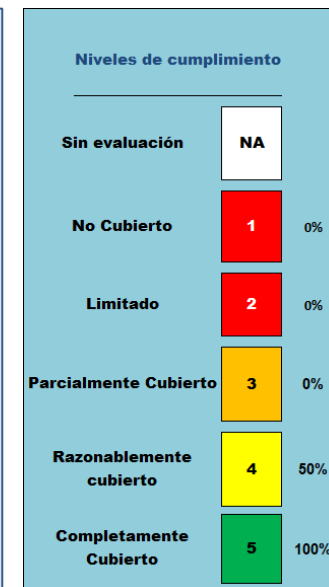 Niveles de cumplimiento
Sin evaluación NA
No Cubierto 1 0%
Limitado 2 0%
Parcialmente Cubierto 3 0%
Razonablemente
cubierto 4 50%
Completamente
Cubierto 5 100%